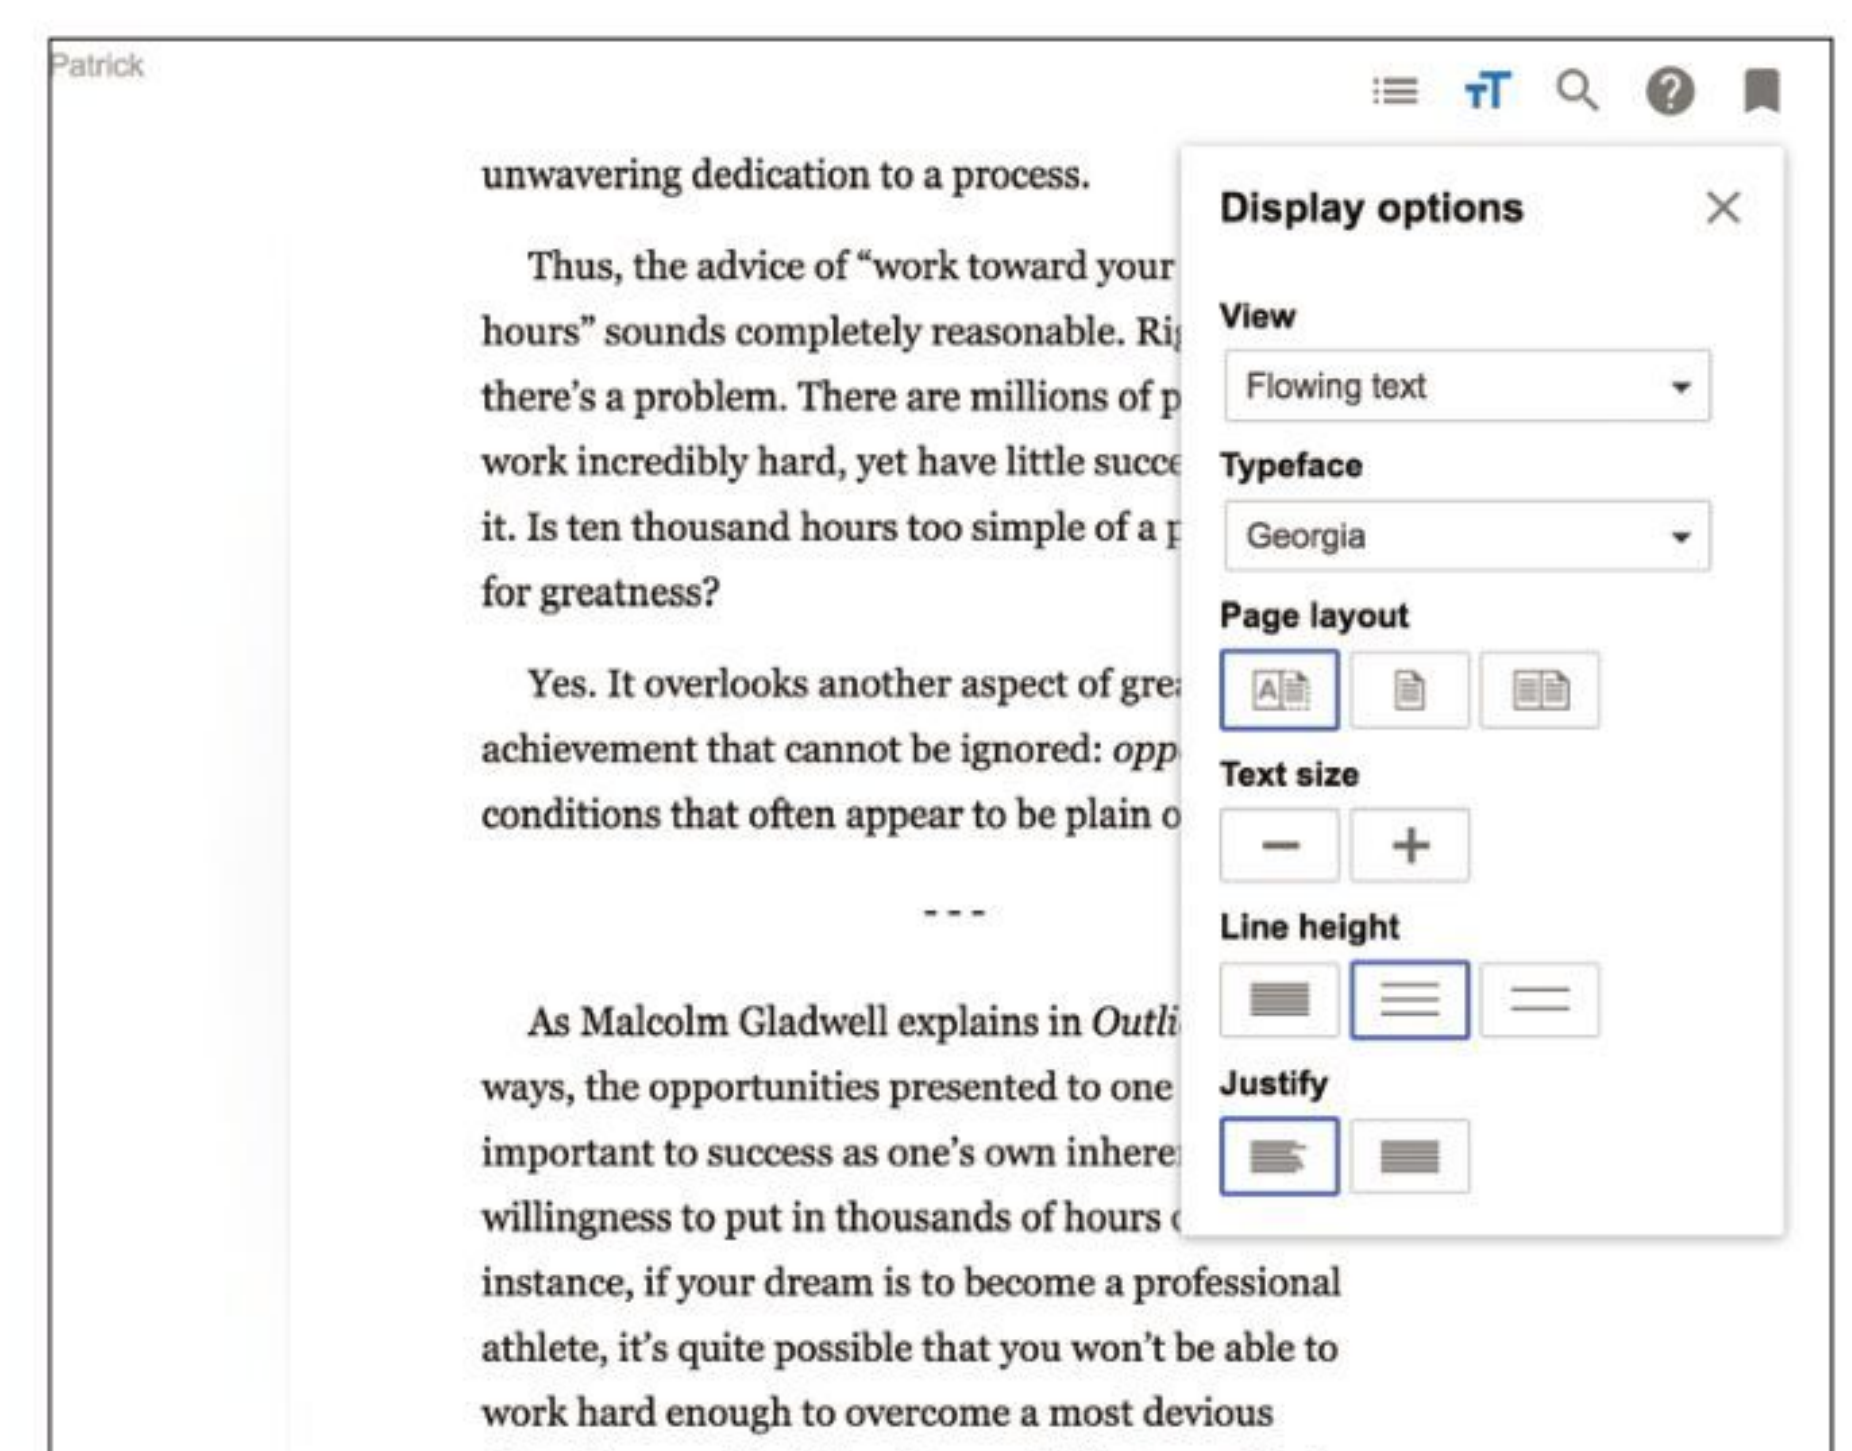 Patrick
unwavering dedication to a process.
Thus, the advice of “work toward your
hours” sounds completely reasonable.
there’s a problem. There are millions of
work incredibly hard, yet have little
it. Is ten thousand hours too simple of a
for greatness?
Yes. It overlooks another aspect of
achievement that cannot be ignored:
conditions that often appear to be plain
- - -
As Malcolm Gladwell explains in
ways, the opportunities presented to one
important to success as one’s own
willingness to put in thousands of hours
instance, if your dream is to become a professional
athlete, it’s quite possible that you won’t be able to
work hard enough to overcome a most devious
Display options
View
Flowing text
Typeface
Georgia
Page layout
Text size
Line height
Justify